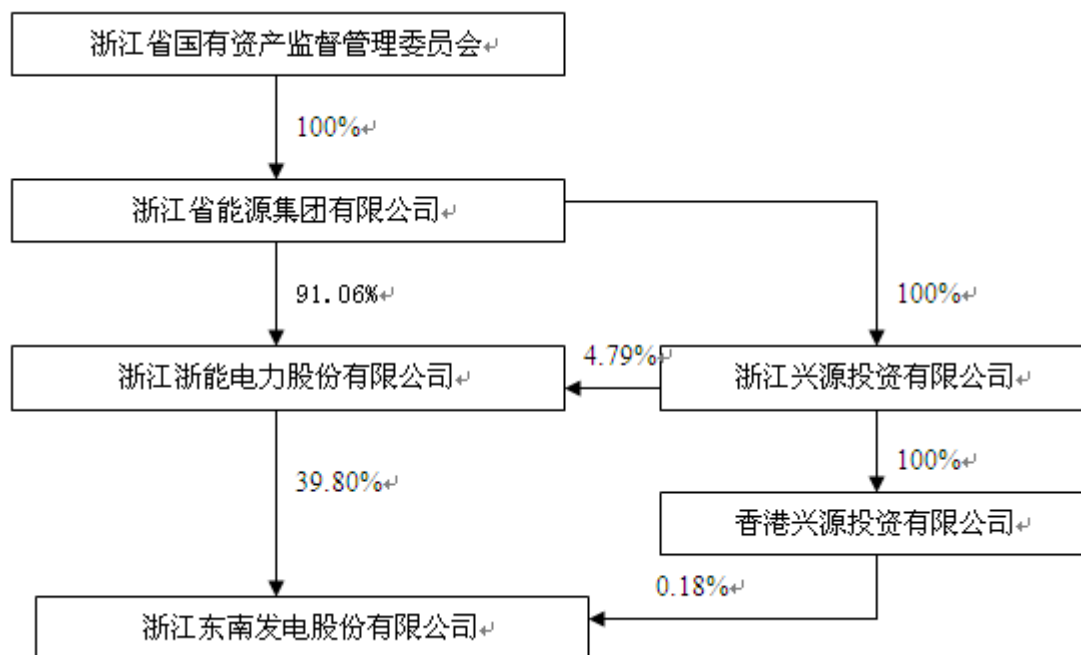 浙江省国有资产监督管理委员会↵
100%↵
浙江省能源集团有限公司↵
91.06%↵
100%↵
浙江浙能电力股份有限公司↵
4.79%↵
浙江兴源投资有限公司↵
39.80%↵
100%↵
香港兴源投资有限公司↵
0.18%↵
浙江东南发电股份有限公司↵